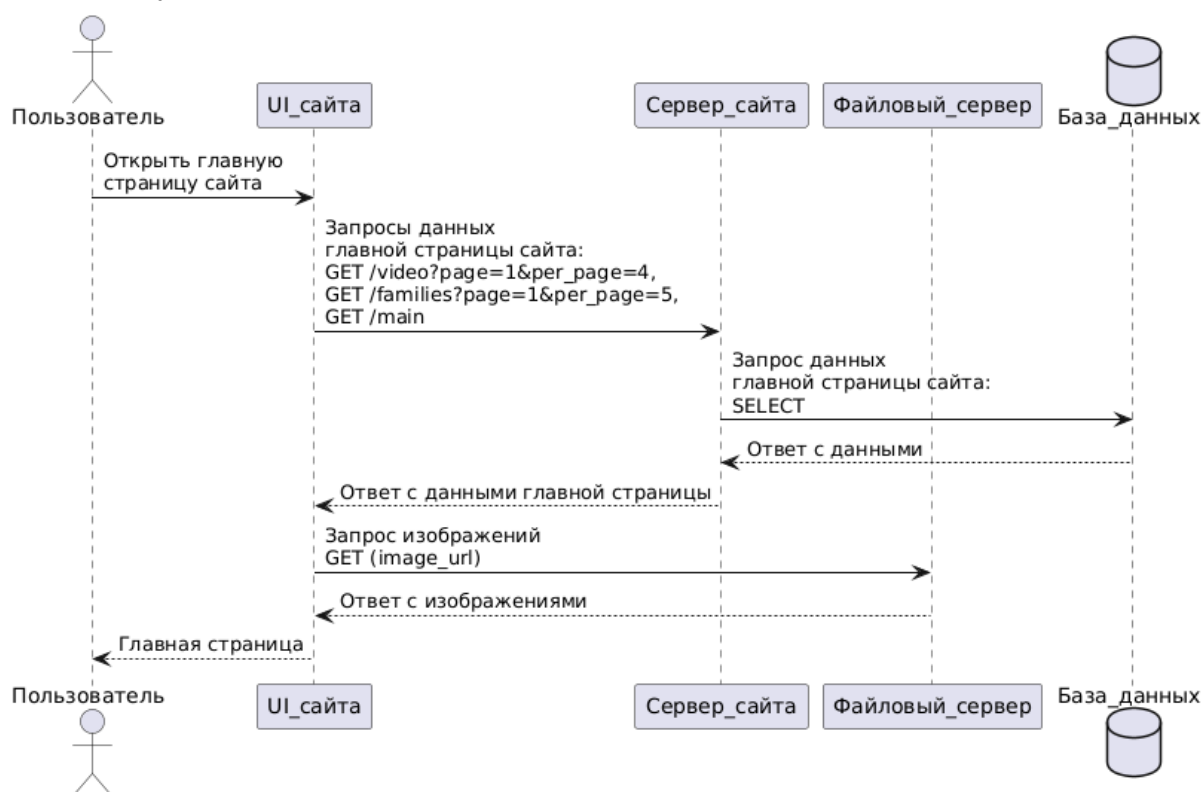 Пользователь
UI_сайта
Сервер_сайта
Файловый_сервер
База_данных
Открыть главную
страницу сайта
Запросы данных
главной страницы сайта:
GET /video?page=1&per_page=4,
GET /families?page=1&per_page=5,
GET /main
Запрос данных
главной страницы сайта:
SELECT
Ответ с данными
Ответ с данными главной страницы
Запрос изображений
GET (image_url)
Ответ с изображениями
Главная страница
Пользователь
UI_сайта
Сервер_сайта
Файловый_сервер
База_данных